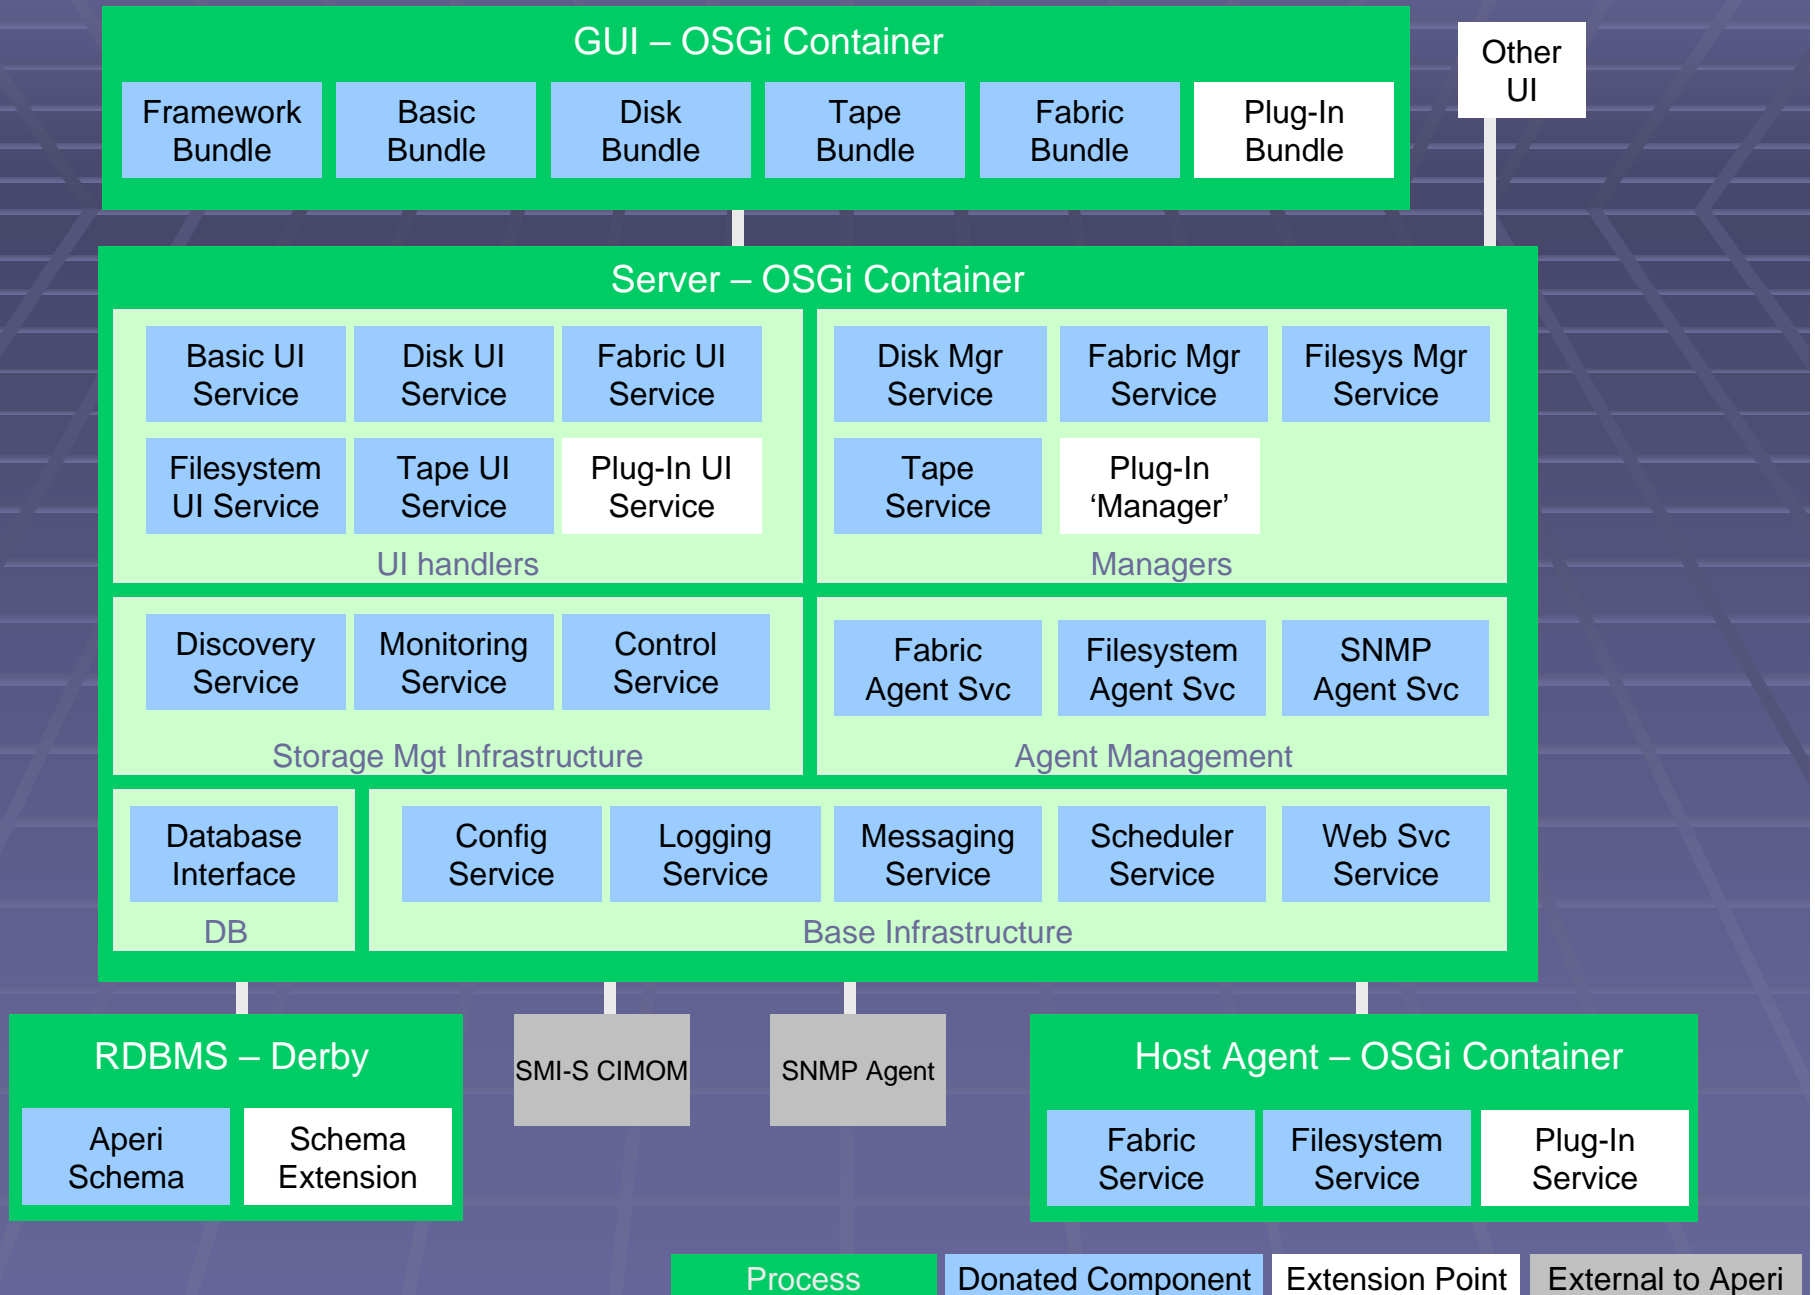 GUI – OSGi Container
Other
UI
Framework
Bundle
Basic
Bundle
Disk
Bundle
Tape
Bundle
Fabric
Bundle
Plug-In
Bundle
Server – OSGi Container
Basic UI
Service
Disk UI
Service
Fabric UI
Service
Filesystem
UI Service
Tape UI
Service
Plug-In UI
Service
UI handlers
Disk Mgr
Service
Fabric Mgr
Service
Filesys Mgr
Service
Tape
Service
Plug-In
‘Manager’
Managers
Discovery
Service
Monitoring
Service
Control
Service
Storage Mgt Infrastructure
Fabric
Agent Svc
Filesystem
Agent Svc
SNMP
Agent Svc
Agent Management
Database
Interface
DB
Config
Service
Logging
Service
Messaging
Service
Scheduler
Service
Web Svc
Service
Base Infrastructure
RDBMS – Derby
Aperi
Schema
Schema
Extension
SMI-S CIMOM
SNMP Agent
Host Agent – OSGi Container
Fabric
Service
Filesystem
Service
Plug-In
Service
Process
Donated Component
Extension Point
External to Aperi